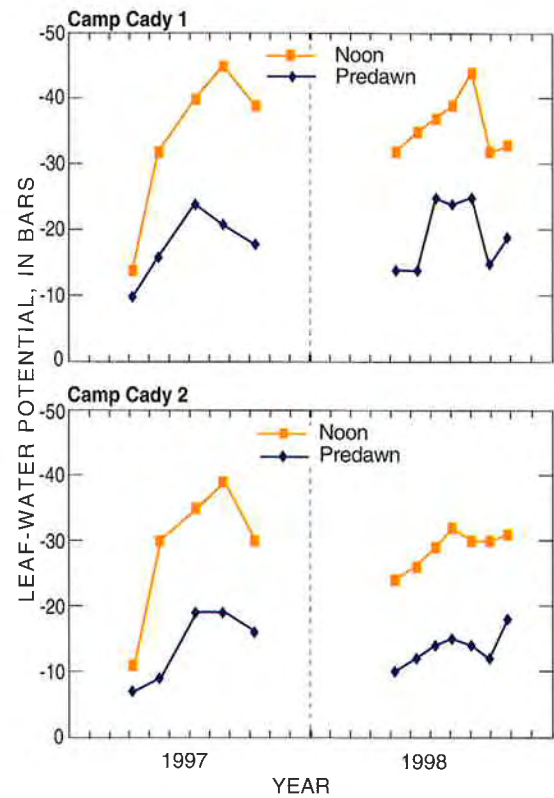 Camp Cady 1
-50
-40
-30
-20
-10
0
Noon
Predawn
LEAF-WATER POTENTIAL, IN BARS
Camp Cady 2
-50
-40
-30
-20
-10
0
Noon
Predawn
1997
1998
YEAR